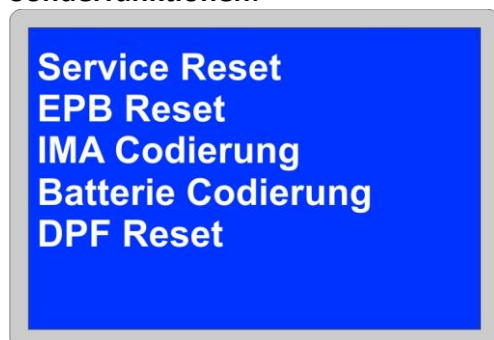 Service Reset
EPB Reset
IMA Codierung
Batterie Codierung
DPF Reset